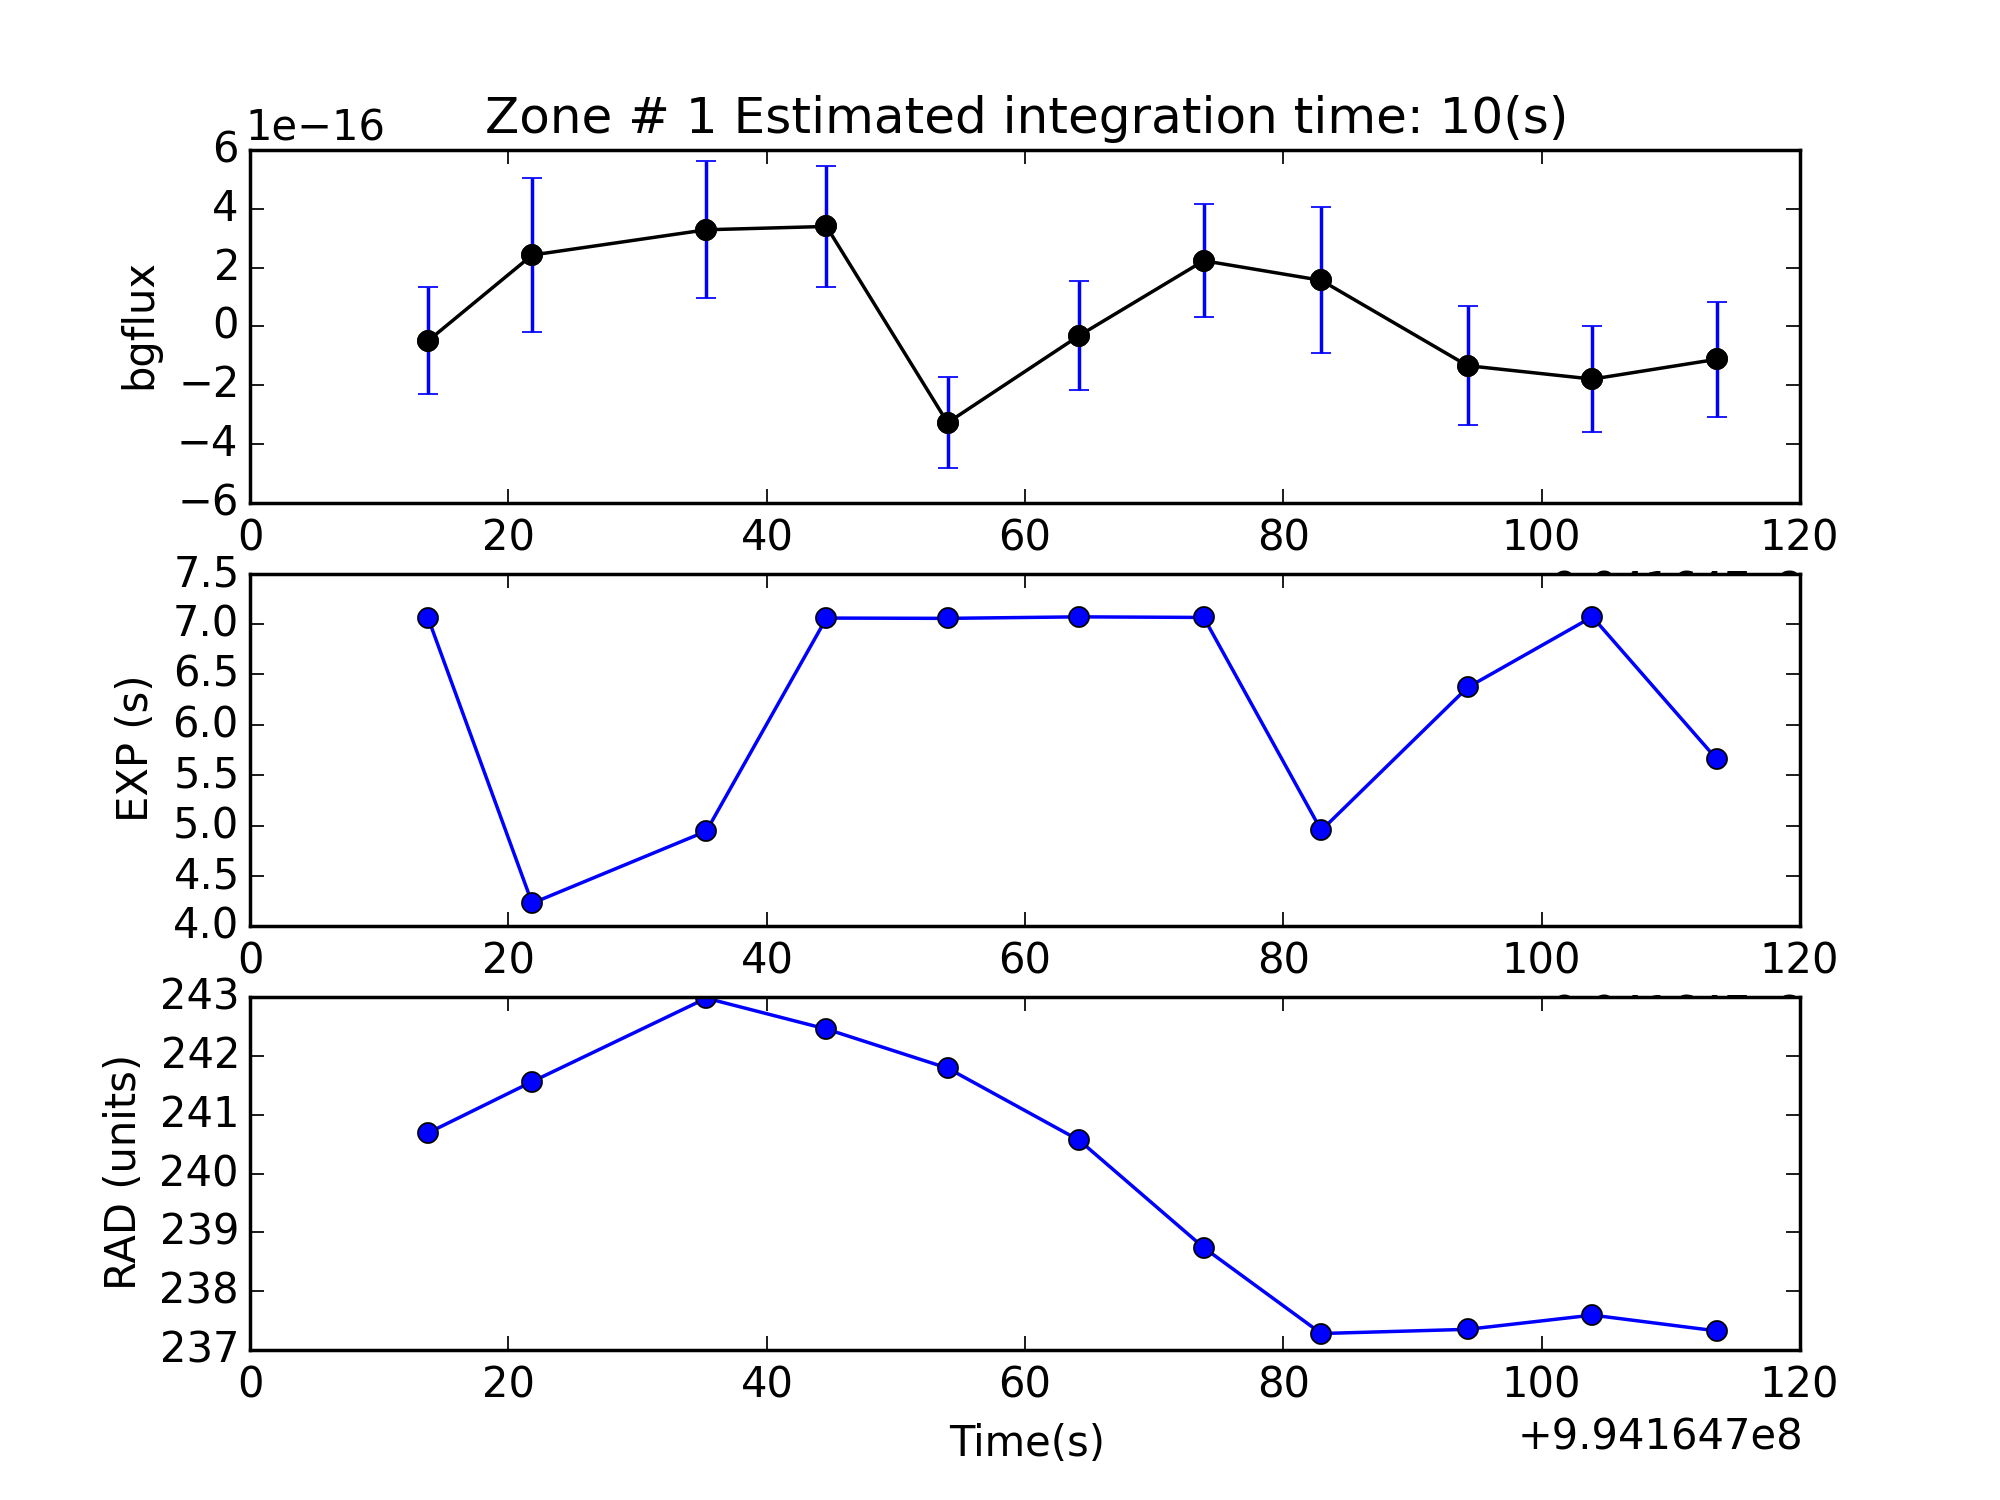 1e−16
Zone # 1 Estimated integration time: 10(s)
6
4
2
0
−2
−4
−6
bgflux
0 20 40 60 80 100 120
7.5
7.0
6.5
6.0
5.5
5.0
4.5
4.0
EXP (s)
0 20 40 60 80 100 120
243
242
241
240
239
238
237
RAD (units)
0 20 40 60 80 100 120
Time(s)
+9.941647e8